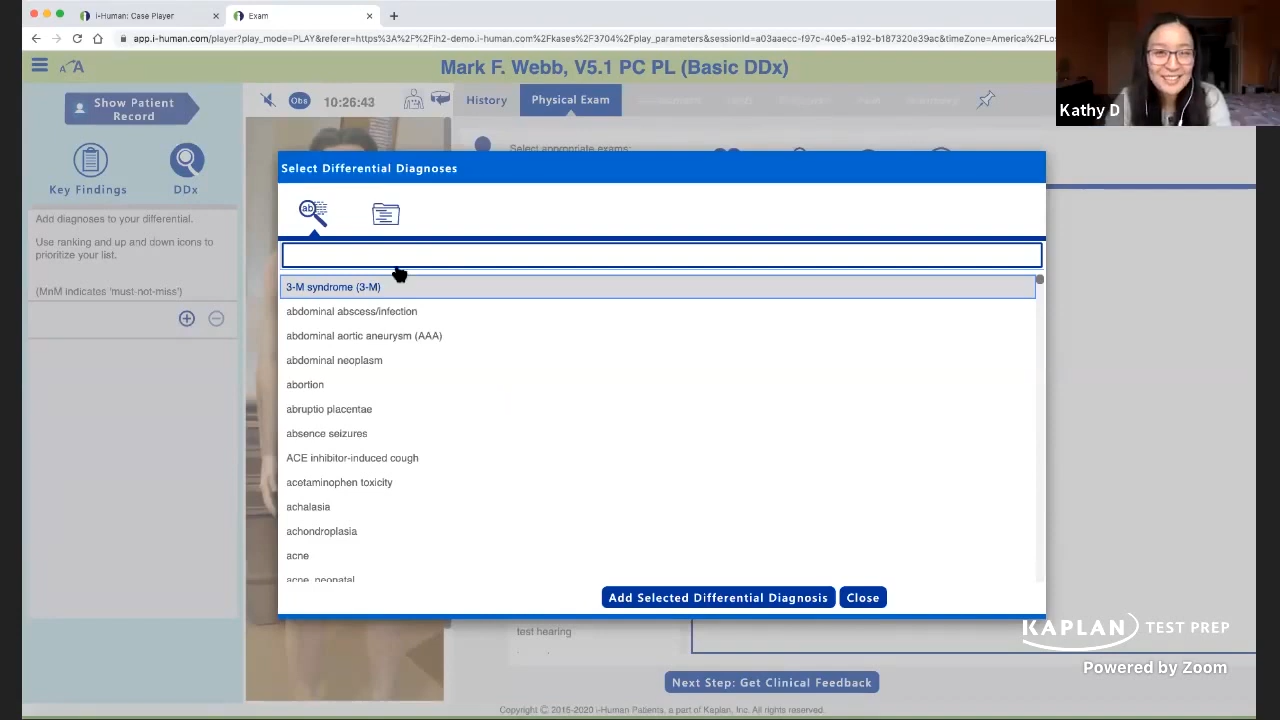 i-Human: Case Player
Exam
app.i-human.com/player?play_mode=PLAY&referer=https%3A%2F%2Fih2-demo.i-human.com%2Fkases%2F3704%2Fplay_parameters&sessionId=a03aaecc-f97c-40e5-a192-b187320e39ac&timeZone=America%2FLos
AA
Mark F. Webb, V5.1 PC PL (Basic DDx)
Kathy D
Show Patient
Record
Obs
10:26:43
History
Physical Exam
Key Findings
DDx
Select appropriate exams:
Add diagnoses to your differential.
Use ranking and up and down icons to
prioritize your list.
(MnM indicates 'must-not-miss')
Select Differential Diagnoses
ab
3-M syndrome (3-M)
abdominal abscess/infection
abdominal aortic aneurysm (AAA)
abdominal neoplasm
abortion
abruptio placentae
absence seizures
ACE inhibitor-induced cough
acetaminophen toxicity
achalasia
achondroplasia
acne
acne, neonatal
Add Selected Differential Diagnosis
Close
test hearing
KAPLAN TEST PREP
Powered by Zoom
Next Step: Get Clinical Feedback
Copyright © 2015-2020 i-Human Patients, a part of Kaplan, Inc. All rights reserved.